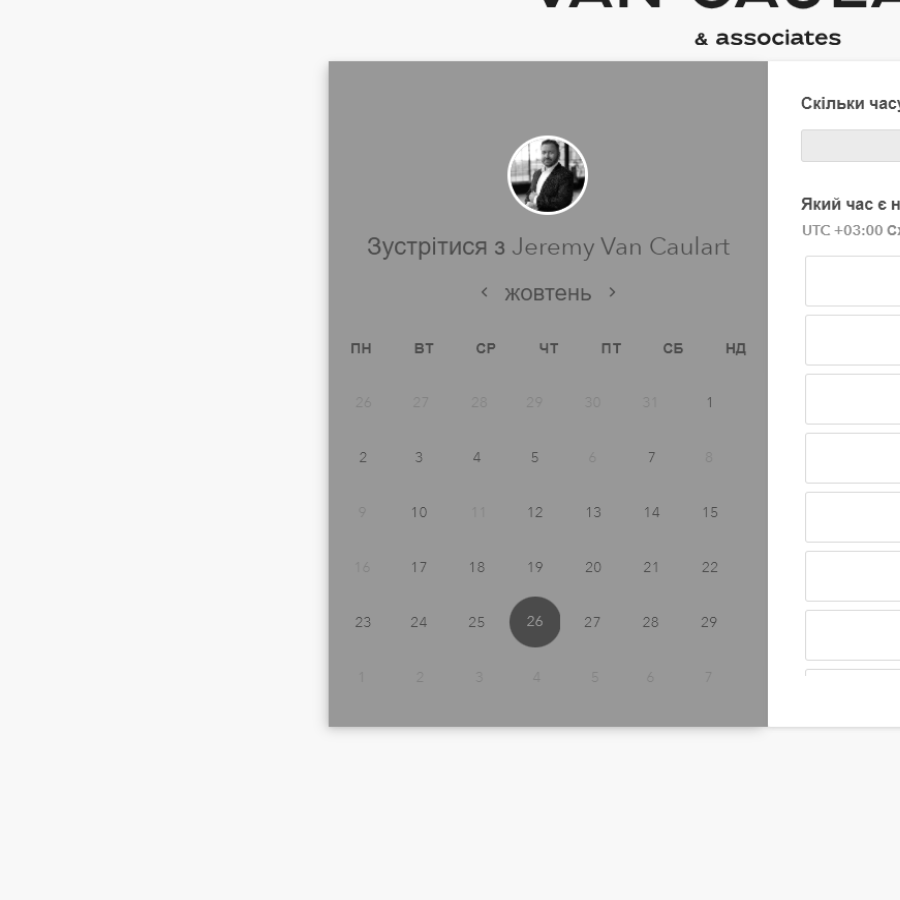 & associates
Зустрітися з Jeremy Van Caulart
жовтень
ПН ВТ СР ЧТ ПТ СБ НД
26 27 28 29 30 31 1
2 3 4 5 6 7 8
9 10 11 12 13 14 15
16 17 18 19 20 21 22
23 24 25 26 27 28 29
1 2 3 4 5 6 7
Скільки часу
Який час є
UTC +03:00